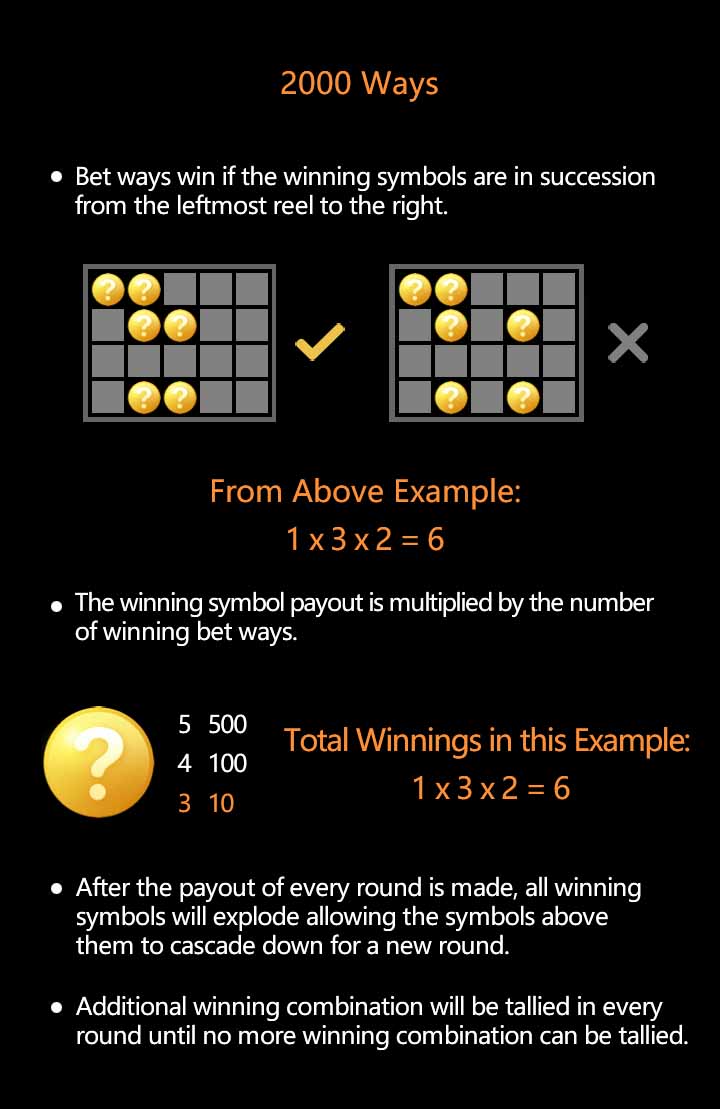 2000 Ways
• Bet ways win if the winning symbols are in succession
from the leftmost reel to the right.
? ? ? ?
? ? ? ?
? ? ? ?
From Above Example:
1 x 3 x 2 = 6
• The winning symbol payout is multiplied by the number
of winning bet ways.
?
5 500
4 100
3 10
Total Winnings in this Example:
1 x 3 x 2 = 6
• After the payout of every round is made, all winning
symbols will explode allowing the symbols above
them to cascade down for a new round.
• Additional winning combination will be tallied in every
round until no more winning combination can be tallied.